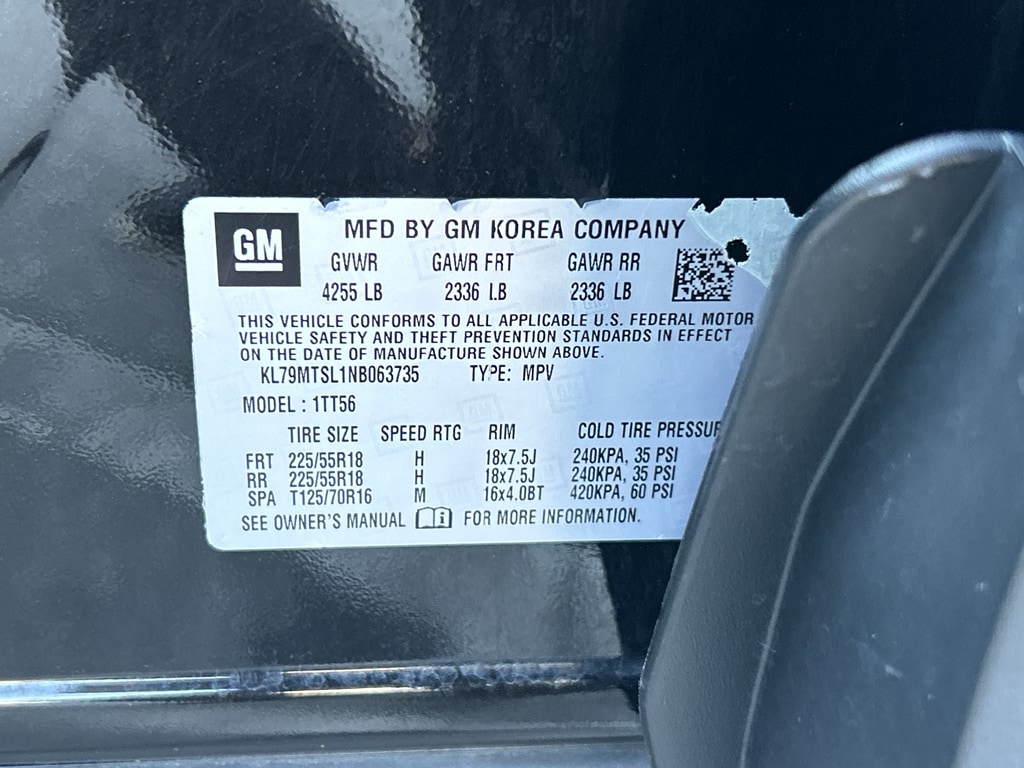 GM
MFD BY GM KOREA COMPANY
GVWR GAWR FRT GAWR RR
4255 LB 2336 LB 2336 LB
THIS VEHICLE CONFORMS TO ALL APPLICABLE U.S. FEDERAL MOTOR
VEHICLE SAFETY AND THEFT PREVENTION STANDARDS IN EFFECT
ON THE DATE OF MANUFACTURE SHOWN ABOVE.
KL79MTSL1NB063735 TYPE: MPV
MODEL : 1TT56
TIRE SIZE SPEED RTG RIM COLD TIRE PRESSUR
FRT 225/55R18 H 18x7.5J 240KPA, 35 PSI
RR 225/55R18 H 18x7.5J 240KPA, 35 PSI
SPA T125/70R16 M 16x4.0BT 420KPA, 60 PSI
SEE OWNER'S MANUAL i FOR MORE INFORMATION.